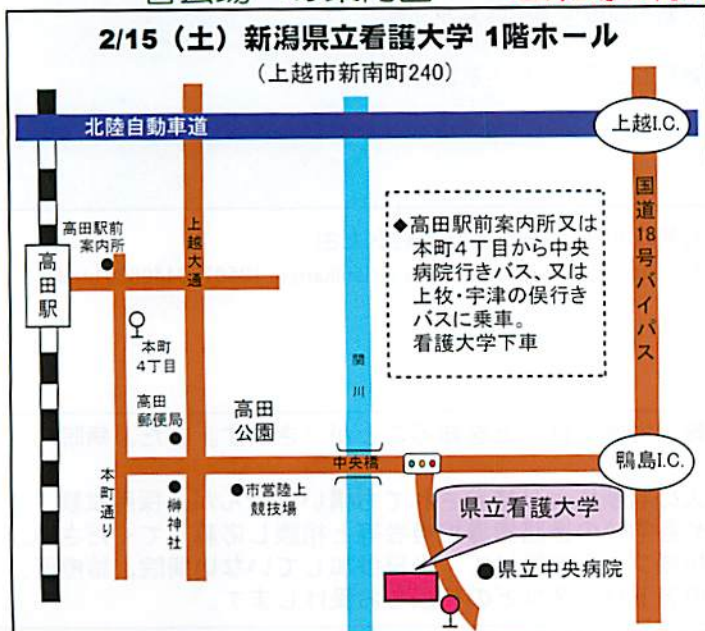 2/15（土）新潟県立看護大学 1階ホール
（上越市新南町240）
北陸自動車道
上越I.C.
高田駅前
案内所
高田駅
上越大通
国道18号バイパス
◆高田駅前案内所又は
本町4丁目から中央
病院行きバス、又は
上牧・宇津の俣行き
バスに乗車。
看護大学下車
本町
4丁目
関川
高田
郵便局
高田
公園
本町通り
榊神社
市営陸上
競技場
中央橋
鴨島I.C.
県立看護大学
県立中央病院